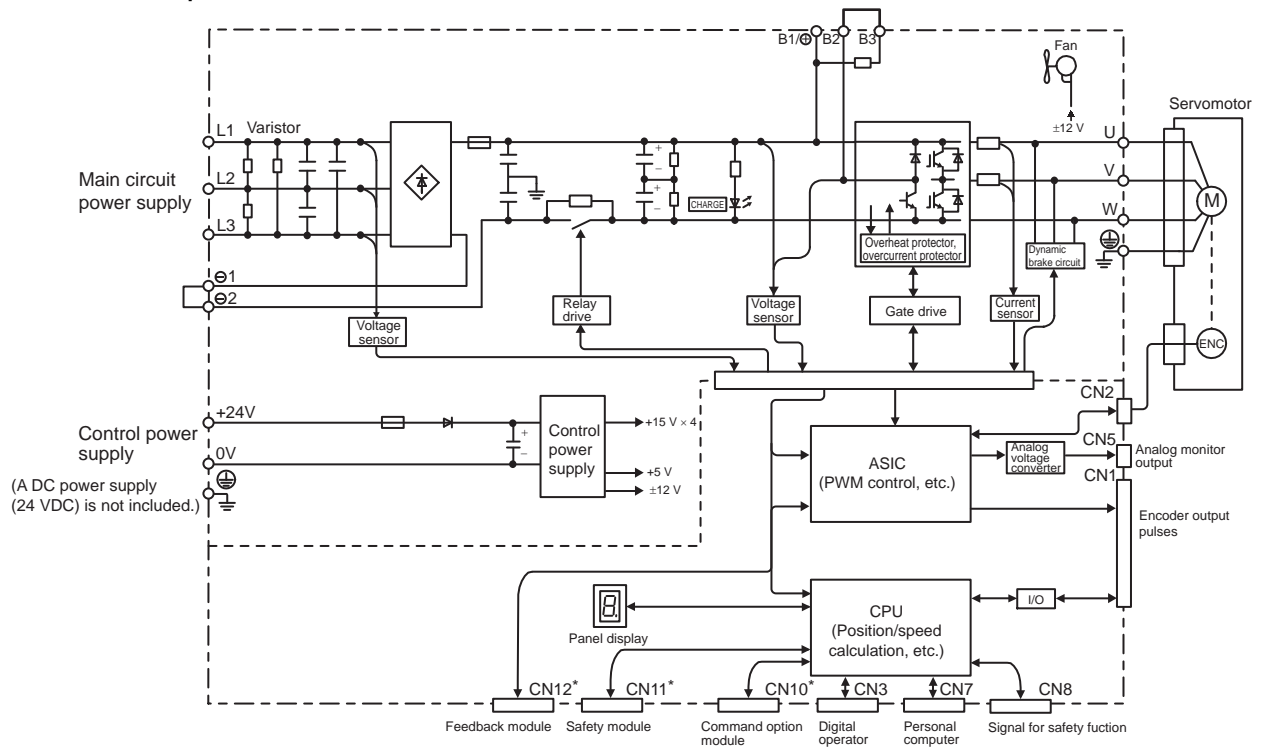 B1/⊕ B2 B3
Fan
±12 V
Servomotor
L1
Varistor
L2
L3
Main circuit
power supply
⊖1
⊖2
+
−
+
−
CHARGE
Overheat protector,
overcurrent protector
U
V
W
M
Dynamic
brake circuit
Voltage
sensor
Relay
drive
Voltage
sensor
Gate drive
Current
sensor
ENC
CN2
+24V
Control power
supply
0V
(A DC power supply
(24 VDC) is not included.)
+
−
Control
power
supply
+15 V × 4
+5 V
±12 V
ASIC
(PWM control, etc.)
Analog
voltage
converter
CN5
Analog monitor
output
CN1
Encoder output
pulses
8.
Panel display
CPU
(Position/speed
calculation, etc.)
I/O
CN12*
CN11*
CN10*
CN3
CN7
CN8
Feedback module
Safety module
Command option
module
Digital
operator
Personal
computer
Signal for safety fuction